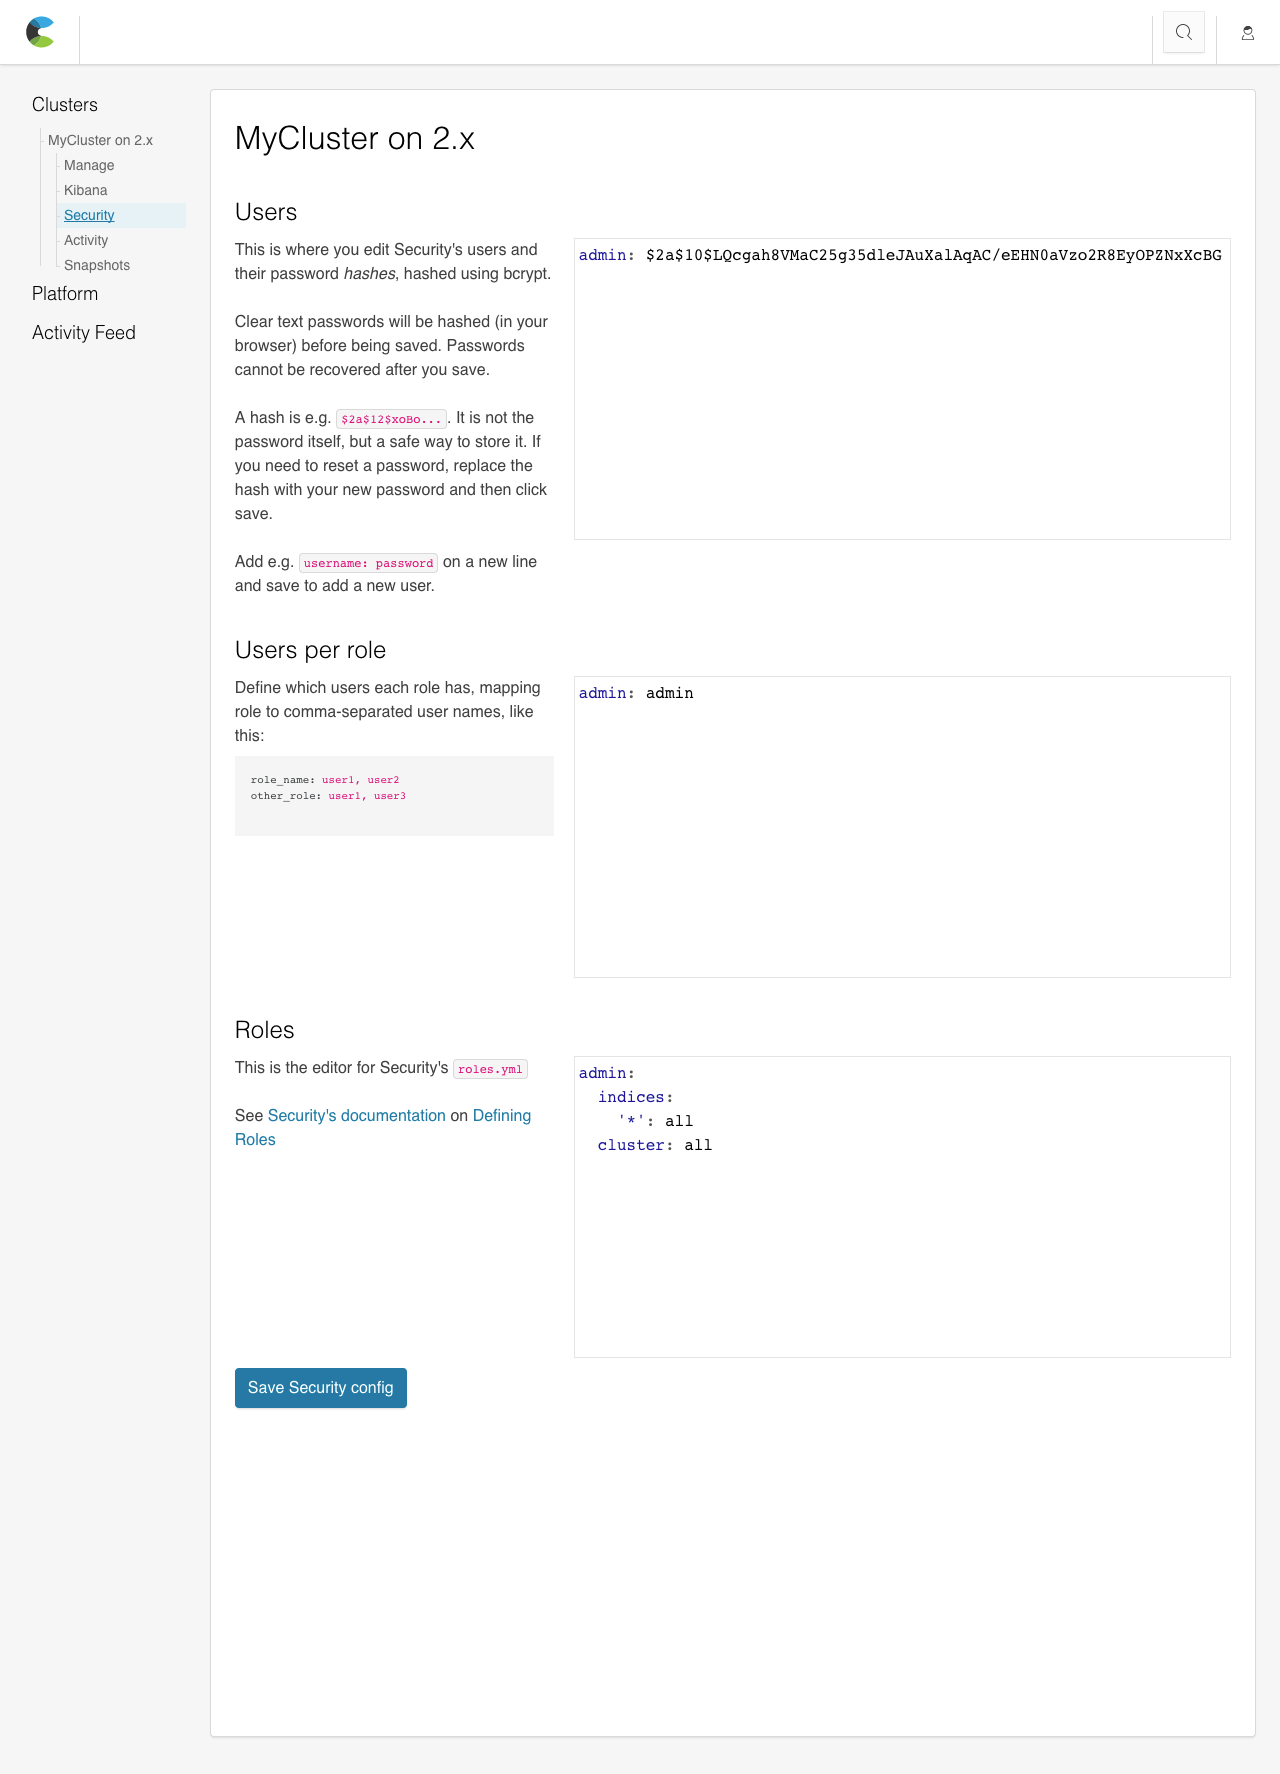 Clusters
MyCluster on 2.x
Manage
Kibana
Security
Activity
Snapshots
Platform
Activity Feed
MyCluster on 2.x
Users
This is where you edit Security's users and
their password hashes, hashed using bcrypt.
Clear text passwords will be hashed (in your
browser) before being saved. Passwords
cannot be recovered after you save.
A hash is e.g. $2a$12$xoBo... . It is not the
password itself, but a safe way to store it. If
you need to reset a password, replace the
hash with your new password and then click
save.
Add e.g. username: password on a new line
and save to add a new user.
admin: $2a$10$LQcgah8VMaC25g35dleJAuXalAqAC/eEHN0aVzo2R8EyOPZNxXcBG
Users per role
Define which users each role has, mapping
role to comma-separated user names, like
this:
role_name: user1, user2
other_role: user1, user3
admin: admin
Roles
This is the editor for Security's roles.yml
See Security's documentation on Defining
Roles
admin:
  indices:
    '*': all
  cluster: all
Save Security config